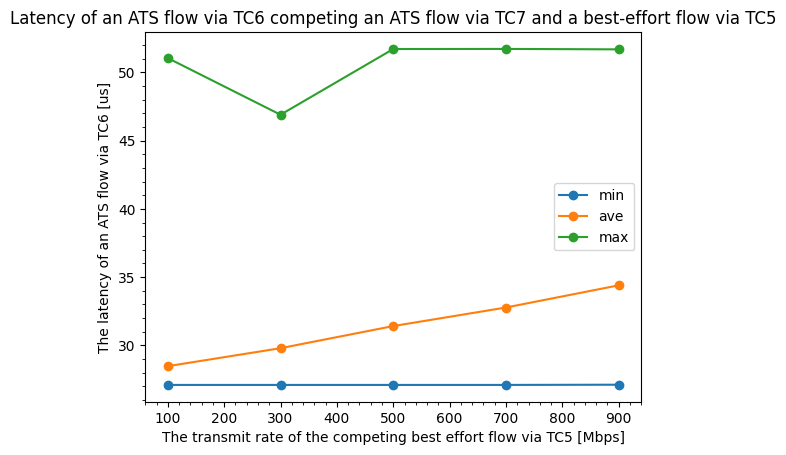 Latency of an ATS flow via TC6 competing an ATS flow via TC7 and a best-effort flow via TC5
The latency of an ATS flow via TC6 [us]
50
45
40
35
30
min
ave
max
100 200 300 400 500 600 700 800 900
The transmit rate of the competing best effort flow via TC5 [Mbps]